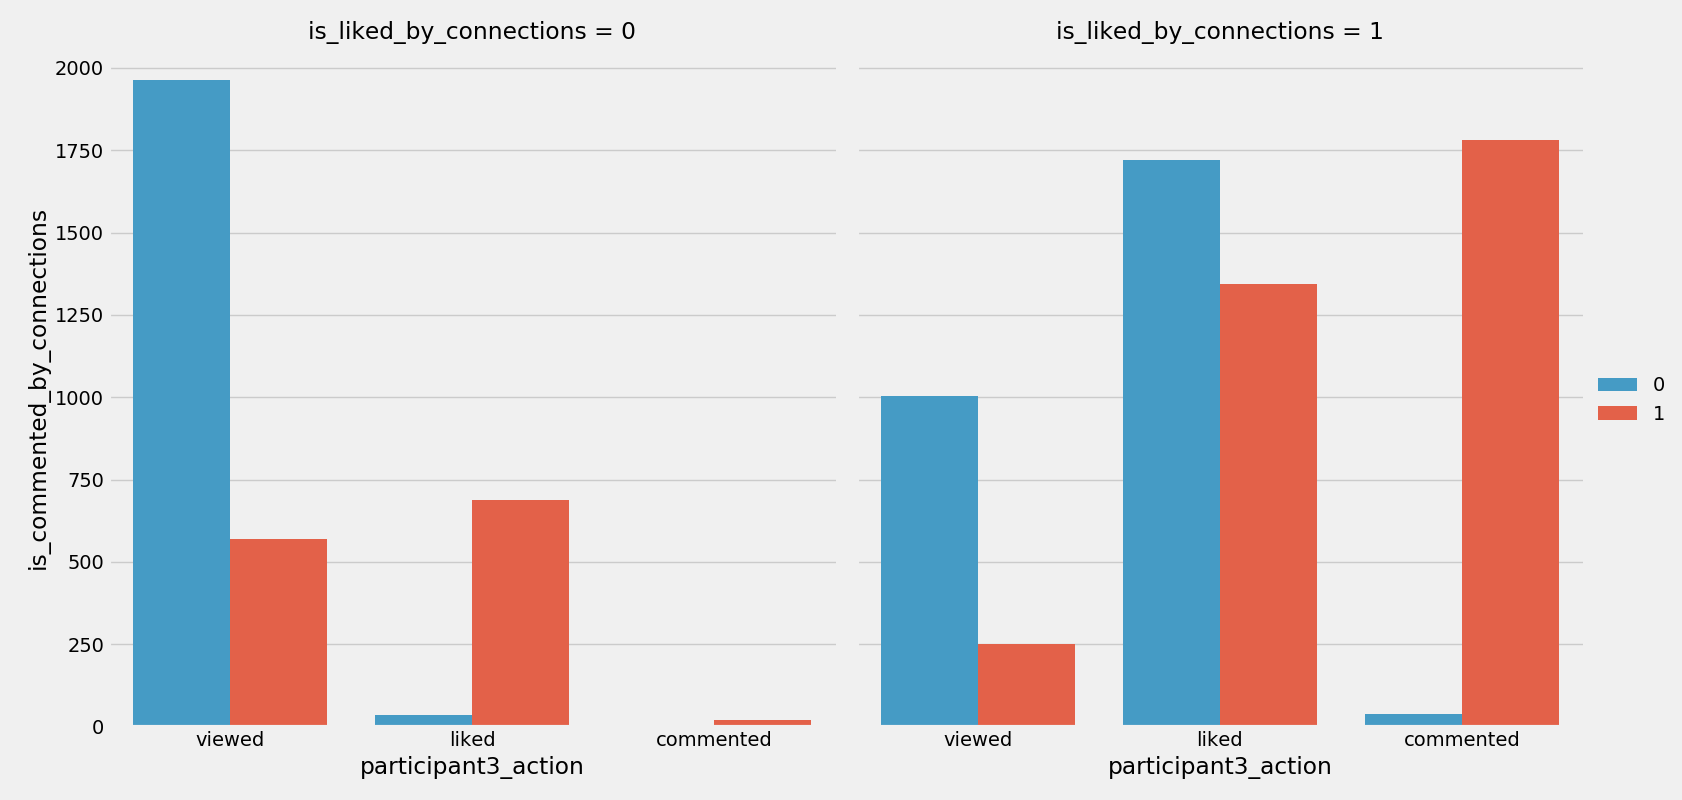 is_liked_by_connections = 0
is_liked_by_connections = 1
is_commented_by_connections
2000
1750
1500
1250
1000
750
500
250
0
viewed
liked
commented
participant3_action
viewed
liked
commented
participant3_action
0
1